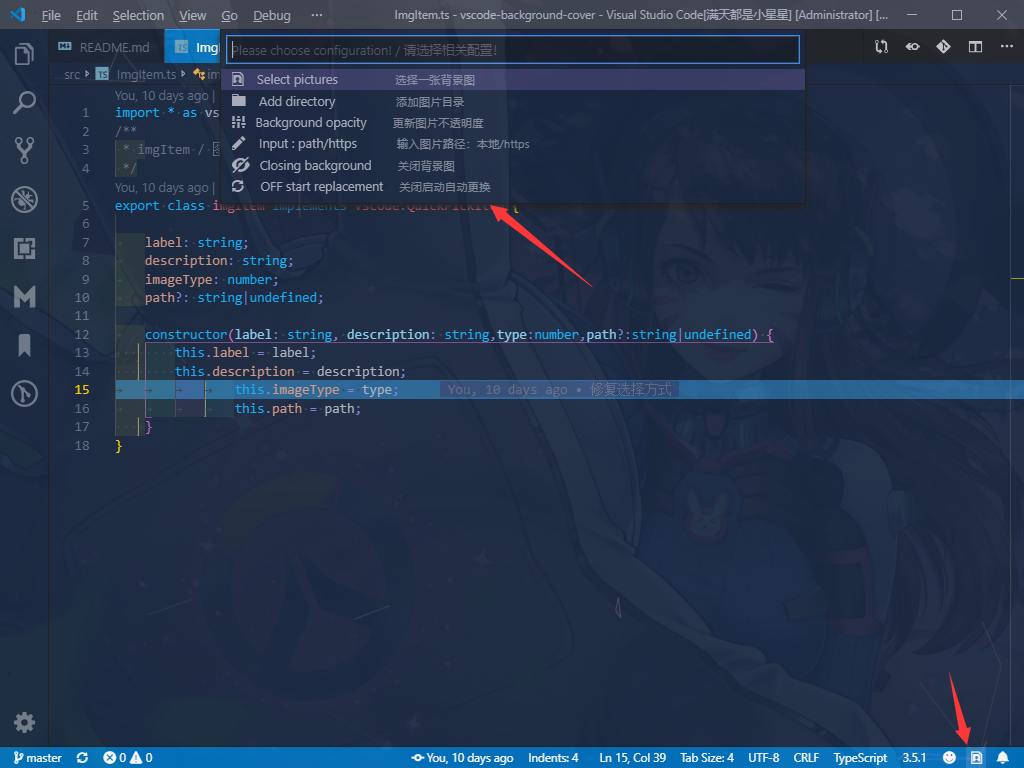 File Edit Selection View Go Debug ··· ImgItem.ts - vscode-background-cover - Visual Studio Code[满天都是小星星] [Administrator] [...
README.md Img
Please choose configuration! / 请选择相关配置!
src ImgItem.ts im
Select pictures 选择一张背景图
Add directory 添加图片目录
Background opacity 更新图片不透明度
Input : path/https 输入图片路径：本地/https
Closing background 关闭背景图
OFF start replacement 关闭启动自动更换
You, 10 days ago |
1 import * as vs
2 /**
3 * imgItem / 图
4 */
You, 10 days ago |
5 export class imgItem implements vscode.QuickPickIt {
6
7 label: string;
8 description: string;
9 imageType: number;
10 path?: string|undefined;
11
12 constructor(label: string, description: string,type:number,path?:string|undefined) {
13 this.label = label;
14 this.description = description;
15 this.imageType = type; You, 10 days ago • 修复选择方式
16 this.path = path;
17 }
18 }
master 0 0 You, 10 days ago Indents: 4 Ln 15, Col 39 Tab Size: 4 UTF-8 CRLF TypeScript 3.5.1